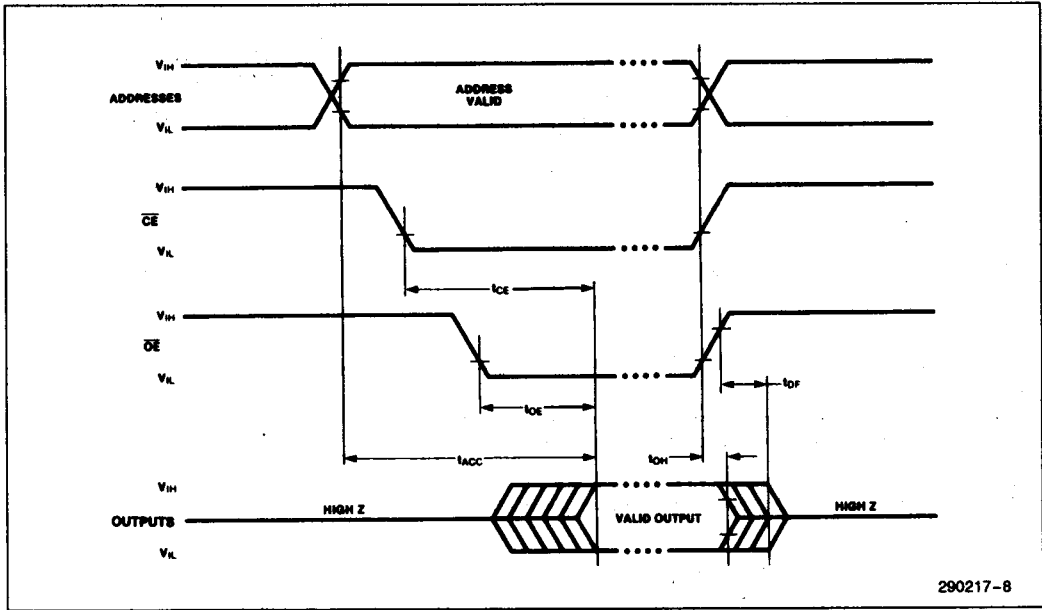 VIH
ADDRESSES
VIL
ADDRESS
VALID
VIH
CE
VIL
tCE
VIH
OE
VIL
tOE
tDF
tACC
tOH
VIH
OUTPUTS
VIL
HIGH Z
VALID OUTPUT
HIGH Z
290217-8